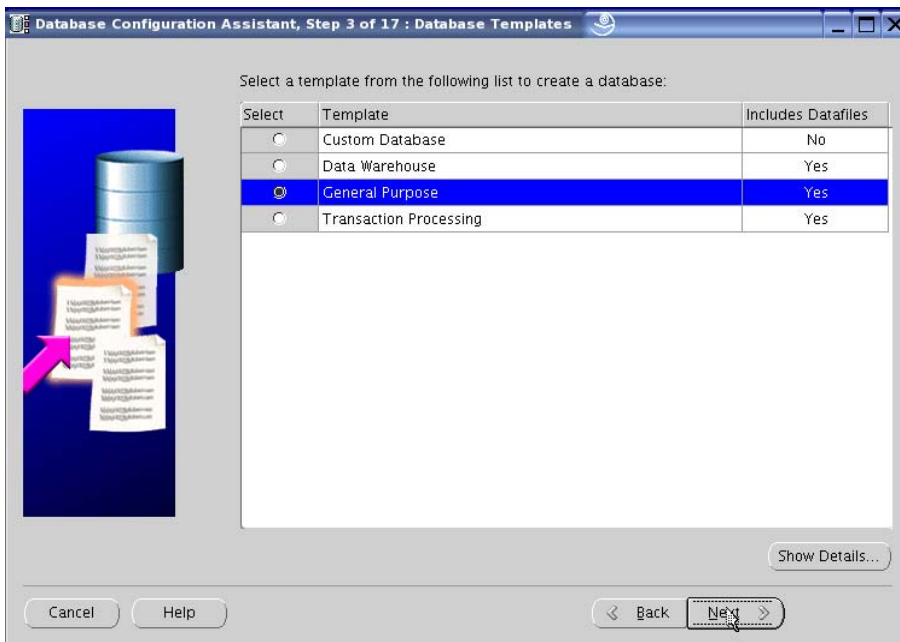 Database Configuration Assistant, Step 3 of 17 : Database Templates
Select a template from the following list to create a database:
Select Template Includes Datafiles
Custom Database No
Data Warehouse Yes
General Purpose Yes
Transaction Processing Yes
Show Details...
Cancel Help Back Next